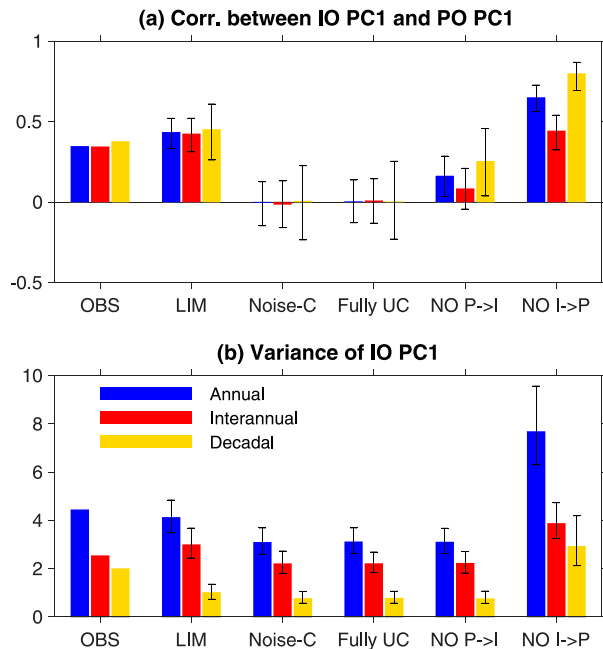 (a) Corr. between IO PC1 and PO PC1
1
0.5
0
-0.5
OBS LIM Noise-C Fully UC NO P->I NO I->P
(b) Variance of IO PC1
10
8
6
4
2
0
Annual
Interannual
Decadal
OBS LIM Noise-C Fully UC NO P->I NO I->P